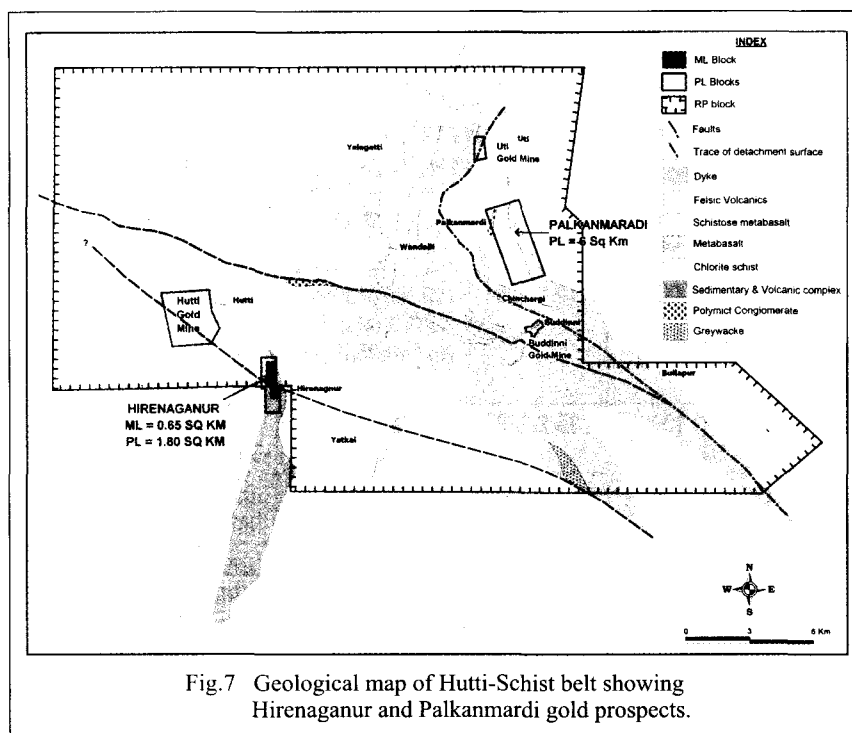 INDEX
ML Block
PL Blocks
RP block
Faults
Trace of detachment surface
Dyke
Felsic Volcanics
Schistose metabasalt
Metabasalt
Chlorite schist
Sedimentary & Volcanic complex
Polymict Conglomerate
Greywacke
Yelagatti
Uti
Uti
Gold Mine
Palkanmardi
PALKANMARADI
PL = 6 Sq Km
Wandalli
?
Chinchargi
Hutti
Gold
Mine
Hutti
Buddinni
Buddinni
Gold Mine
Bullapur
Hirenagnur
HIRENAGANUR
ML = 0.65 SQ KM
PL = 1.80 SQ KM
Yatkal
N
W E
S
0 3 6 Km
Fig.7 Geological map of Hutti-Schist belt showing
Hirenaganur and Palkanmardi gold prospects.